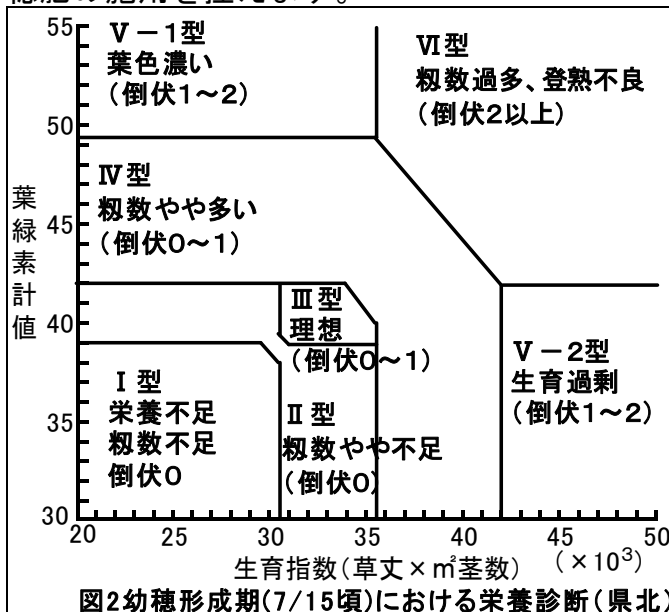 55
Ⅴ－1型
葉色濃い
(倒伏1～2)
Ⅵ型
籾数過多、登熟不良
(倒伏2以上)
50
Ⅳ型
籾数やや多い
(倒伏0～1)
45
葉緑素計値
40
Ⅲ型
理想
(倒伏0～1)
Ⅴ－2型
生育過剰
(倒伏1～2)
Ⅰ型
栄養不足
籾数不足
倒伏0
35
Ⅱ型
籾数やや不足
(倒伏0)
30
20 25 30 35 40 45 50
生育指数(草丈×㎡茎数) (×10³)
図2幼穂形成期(7/15頃)における栄養診断(県北)